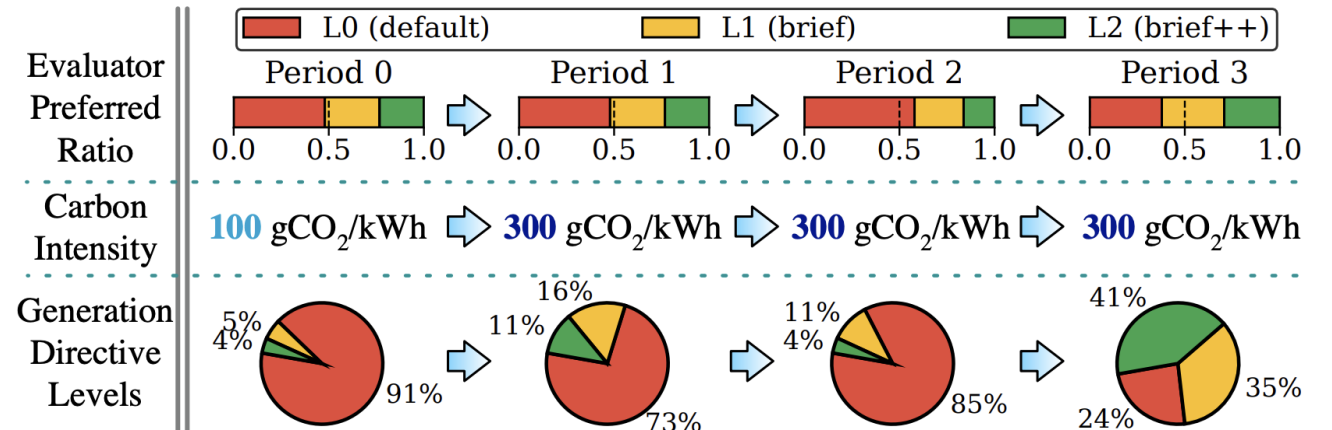 L0 (default) L1 (brief) L2 (brief++)
Evaluator
Preferred
Ratio
Period 0 Period 1 Period 2 Period 3
0.0 0.5 1.0 0.0 0.5 1.0 0.0 0.5 1.0 0.0 0.5 1.0
Carbon
Intensity
100 gCO₂/kWh 300 gCO₂/kWh 300 gCO₂/kWh 300 gCO₂/kWh
Generation
Directive
Levels
5%
4%
91%
16%
11%
73%
11%
4%
85%
41%
35%
24%